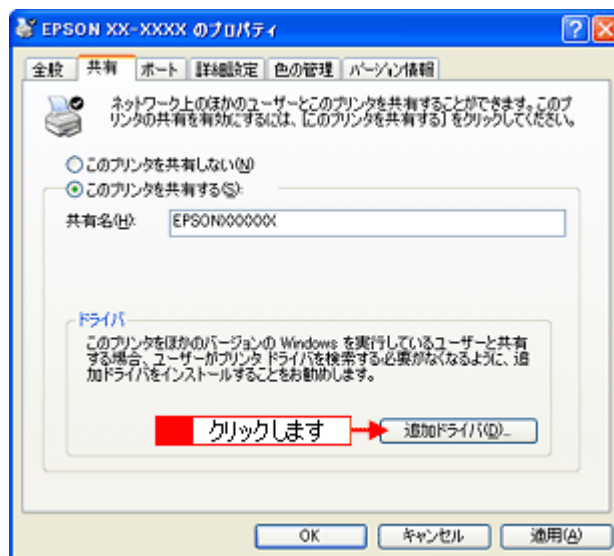 EPSON XX-XXXX のプロパティ
全般 共有 ポート 詳細設定 色の管理 バージョン情報
ネットワーク上のほかのユーザーとこのプリンタを共有することができます。このプ
リンタの共有を有効にするには、[このプリンタを共有する] をクリックしてください。
このプリンタを共有しない(N)
このプリンタを共有する(S):
共有名(H): EPSONXXXXXX
ドライバ
このプリンタをほかのバージョンの Windows を実行しているユーザーと共有
する場合、ユーザーがプリンタ ドライバを検索する必要がなくなるように、追
加ドライバをインストールすることをお勧めします。
クリックします 追加ドライバ(D)...
OK キャンセル 適用(A)